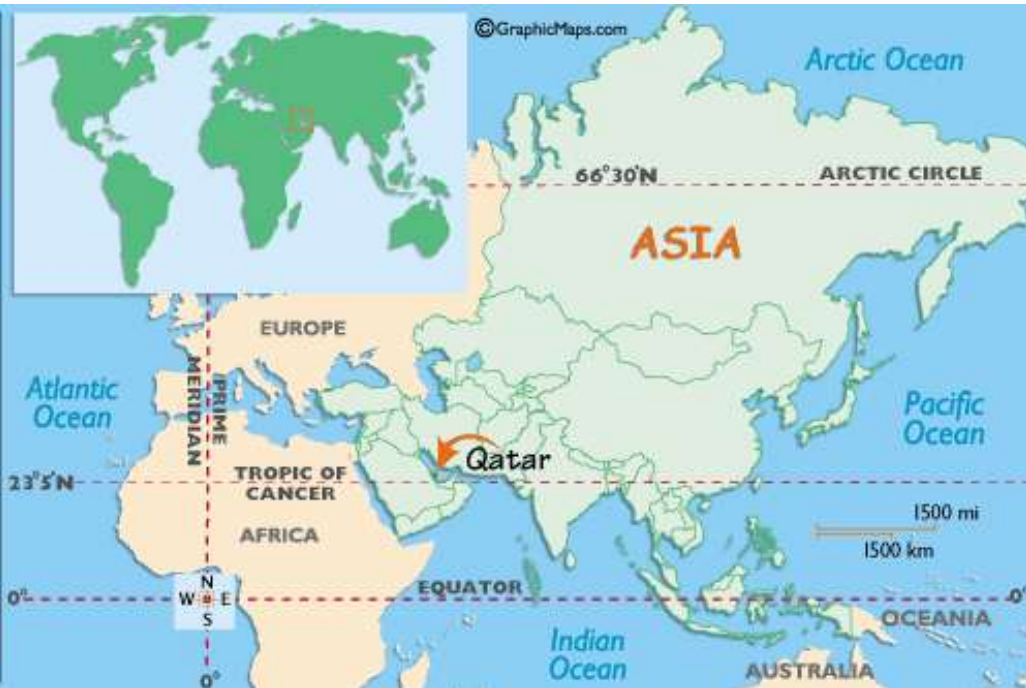 ©GraphicMaps.com
Arctic Ocean
66°30'N
ARCTIC CIRCLE
ASIA
EUROPE
Atlantic
Ocean
PRIME
MERIDIAN
Pacific
Ocean
Qatar
TROPIC OF
CANCER
23°5'N
AFRICA
1500 mi
1500 km
EQUATOR
N
W E
S
0°
0°
OCEANIA
Indian
Ocean
AUSTRALIA
0°